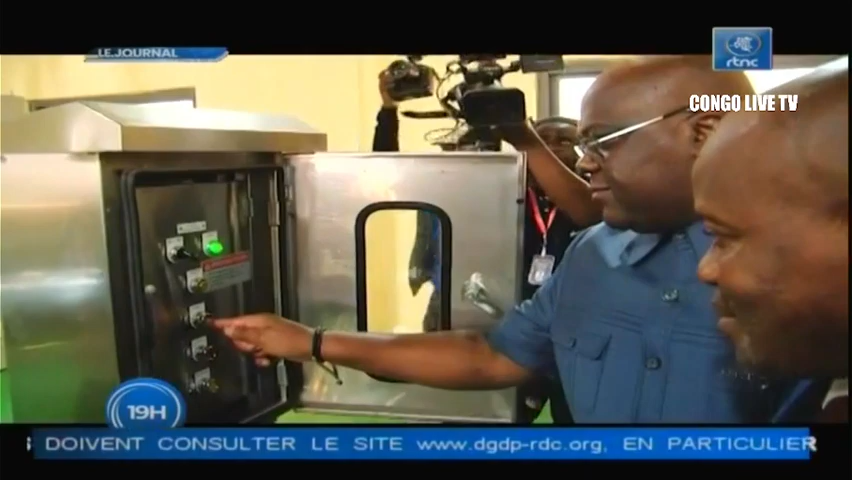 LE JOURNAL
rtnc
CONGO LIVE TV
19H
DOIVENT CONSULTER LE SITE www.dgdp-rdc.org, EN PARTICULIER